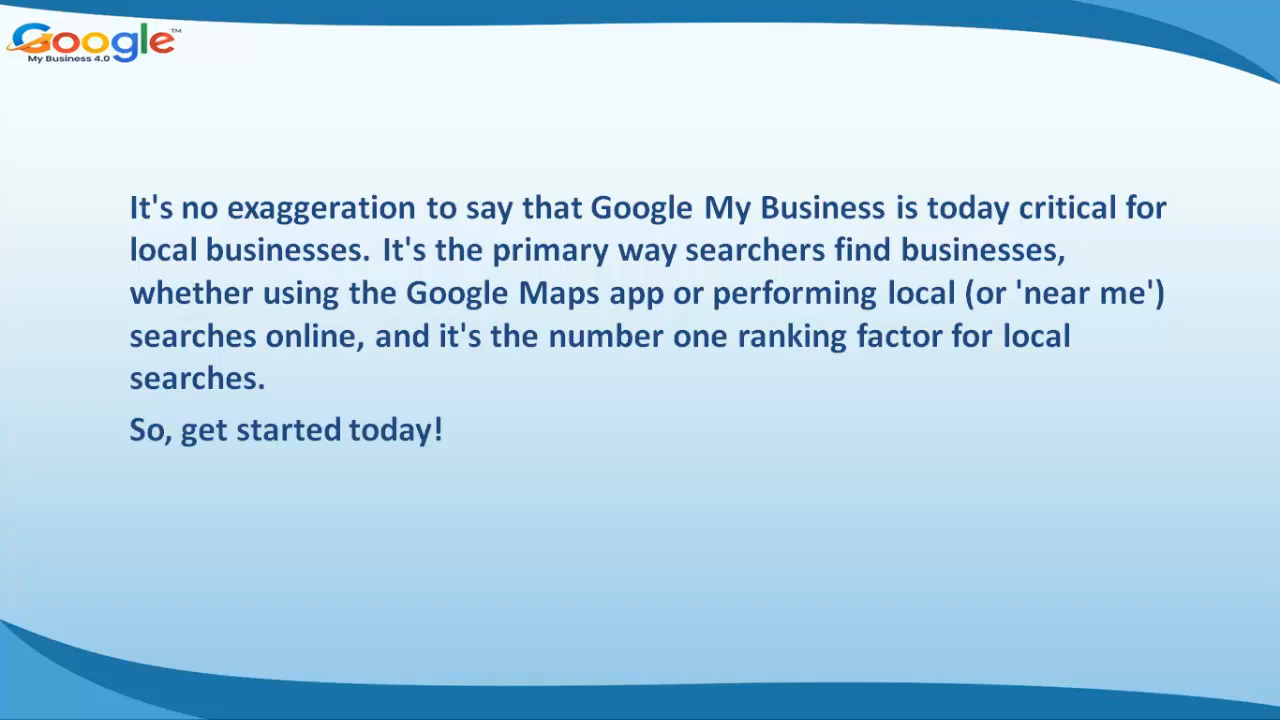 Google™
My Business 4.0
It's no exaggeration to say that Google My Business is today critical for
local businesses. It's the primary way searchers find businesses,
whether using the Google Maps app or performing local (or 'near me')
searches online, and it's the number one ranking factor for local
searches.
So, get started today!